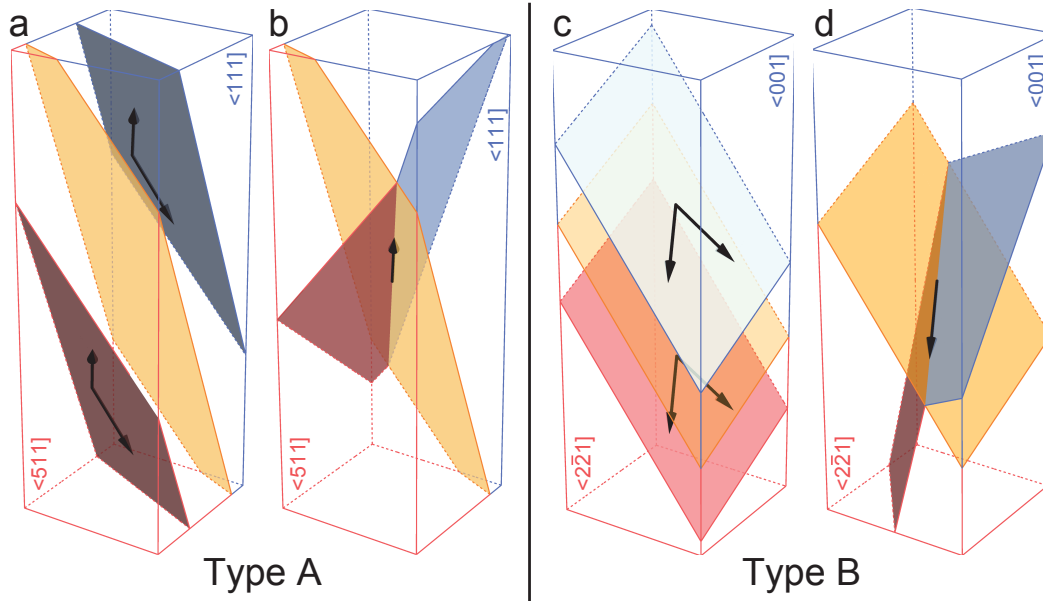 a
b
c
d
<111]
<111]
<001]
<001]
<511]
<511]
<22̄1]
<22̄1]
Type A
Type B